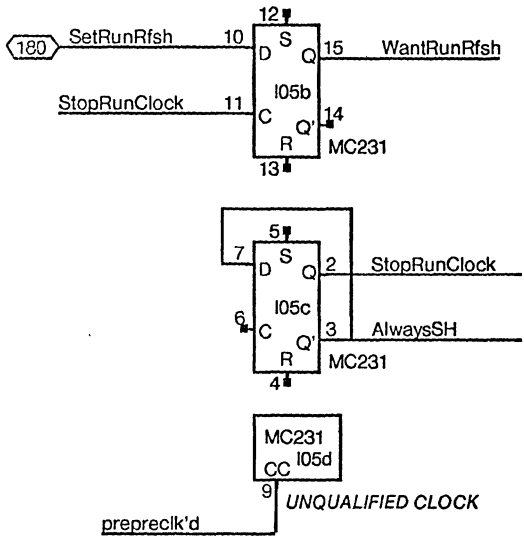 12
180 SetRunRfsh 10 D S Q 15 WantRunRfsh
I05b
StopRunClock 11 C Q' 14
R MC231
13
5
7 D S Q 2 StopRunClock
I05c
6 C Q' 3 AlwaysSH
R MC231
4
MC231
I05d
CC
9 UNQUALIFIED CLOCK
prepreclk'd